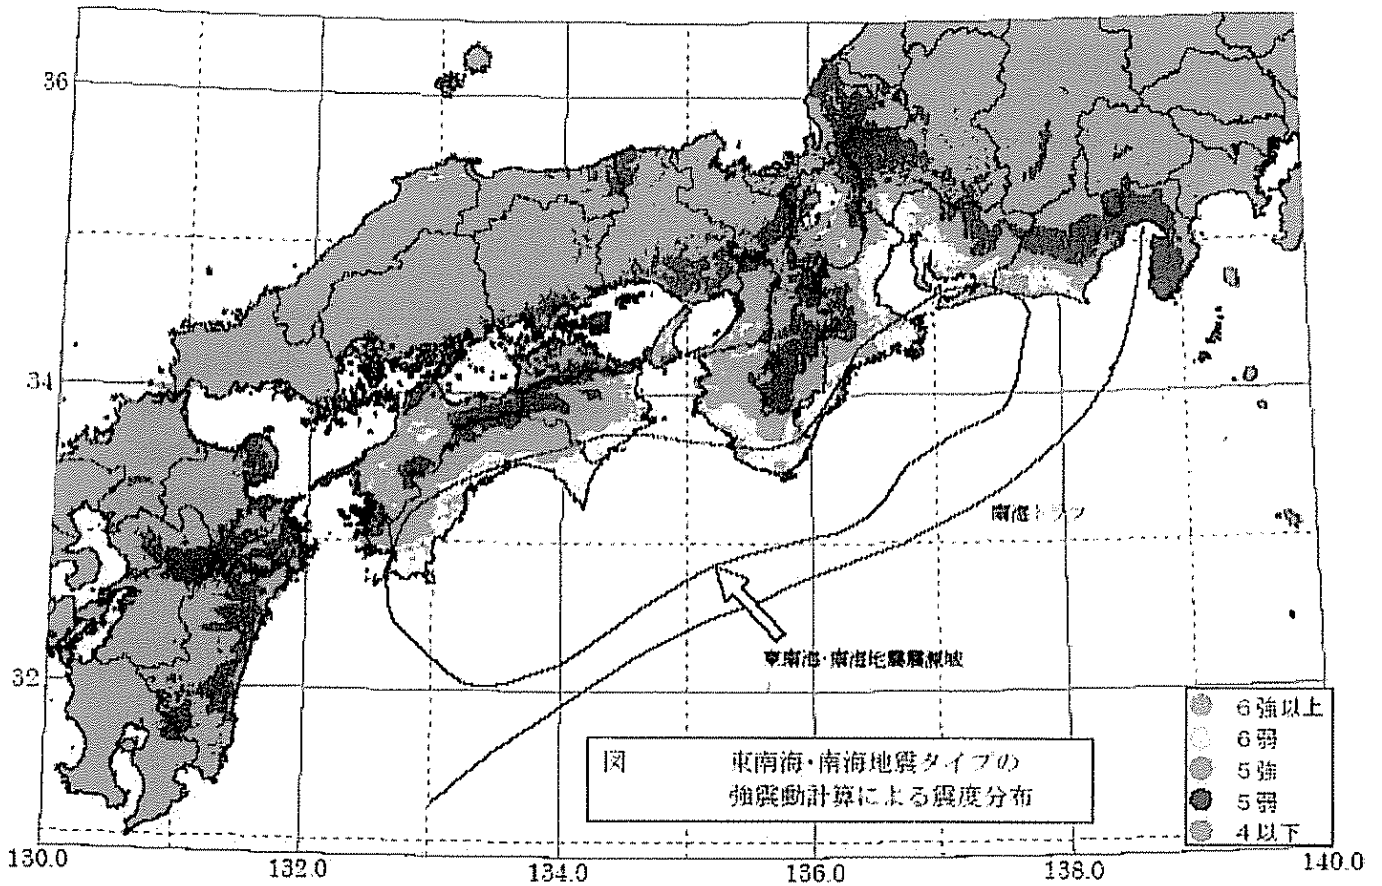 36
34
32
南海トラフ
東南海・南海地震震源域
6強以上
6弱
5強
5弱
4以下
図 東南海・南海地震タイプの
強震動計算による震度分布
130.0 132.0 134.0 136.0 138.0 140.0